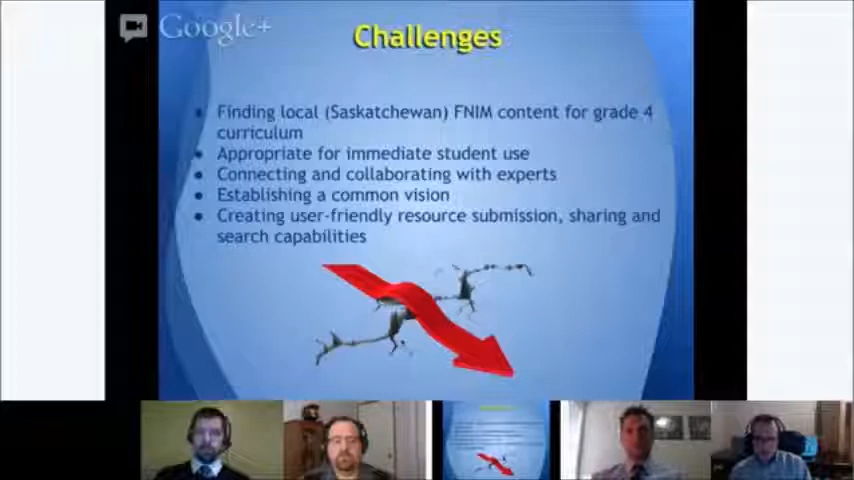 Google+
Challenges
Finding local (Saskatchewan) FNIM content for grade 4
curriculum
Appropriate for immediate student use
Connecting and collaborating with experts
Establishing a common vision
Creating user-friendly resource submission, sharing and
search capabilities